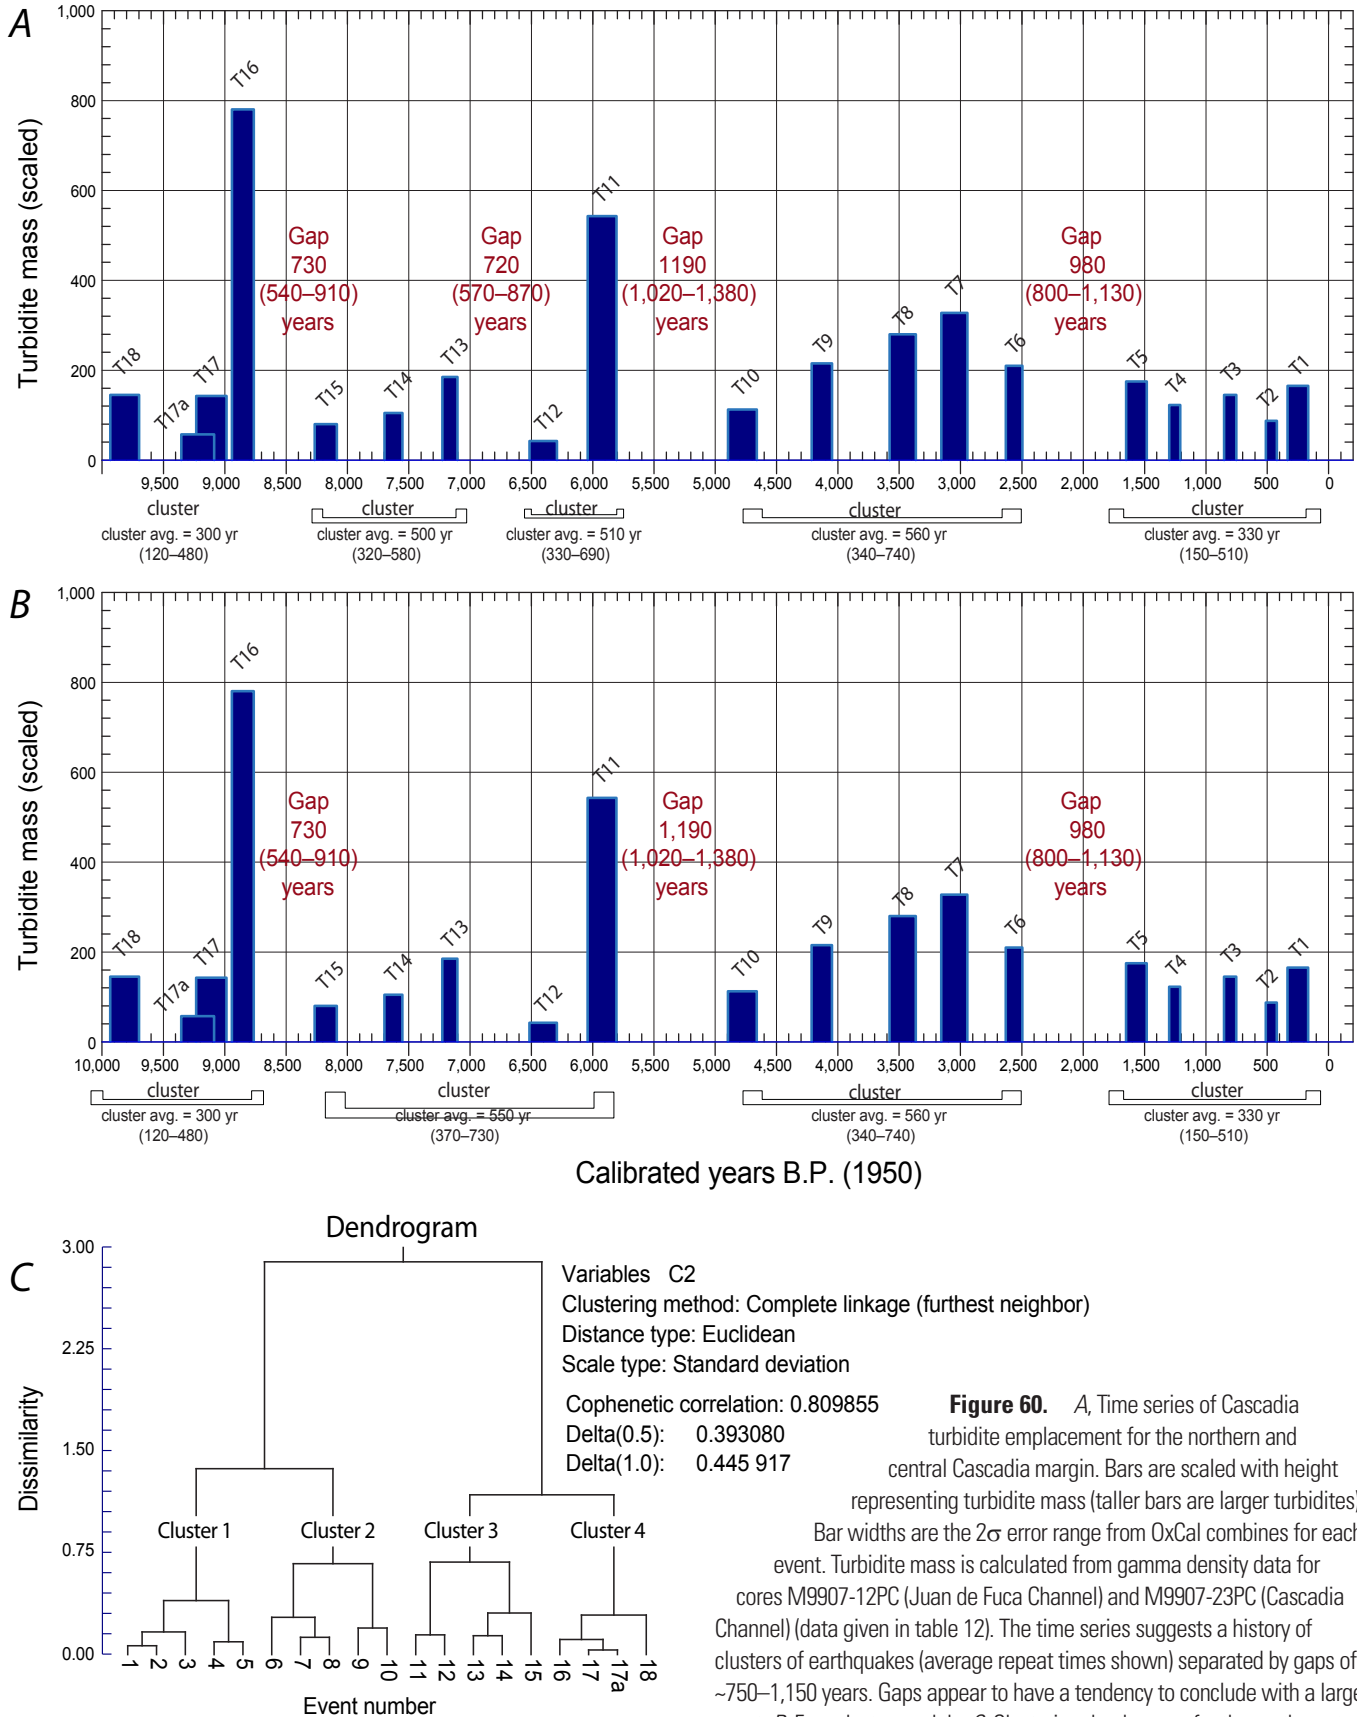 A
Turbidite mass (scaled)
1,000
800
600
400
200
0
T18
T17a
T17
T16
T15
T14
T13
T12
T11
T10
T9
T8
T7
T6
T5
T4
T3
T2
T1
Gap
730
(540–910)
years
Gap
720
(570–870)
years
Gap
1190
(1,020–1,380)
years
Gap
980
(800–1,130)
years
9,500 9,000 8,500 8,000 7,500 7,000 6,500 6,000 5,500 5,000 4,500 4,000 3,500 3,000 2,500 2,000 1,500 1,000 500 0
cluster
cluster avg. = 300 yr
(120–480)
cluster
cluster avg. = 500 yr
(320–580)
cluster
cluster avg. = 510 yr
(330–690)
cluster
cluster avg. = 560 yr
(340–740)
cluster
cluster avg. = 330 yr
(150–510)
B
Turbidite mass (scaled)
1,000
800
600
400
200
0
T18
T17a
T17
T16
T15
T14
T13
T12
T11
T10
T9
T8
T7
T6
T5
T4
T3
T2
T1
Gap
730
(540–910)
years
Gap
1,190
(1,020–1,380)
years
Gap
980
(800–1,130)
years
10,000 9,500 9,000 8,500 8,000 7,500 7,000 6,500 6,000 5,500 5,000 4,500 4,000 3,500 3,000 2,500 2,000 1,500 1,000 500 0
cluster
cluster avg. = 300 yr
(120–480)
cluster
cluster avg. = 550 yr
(370–730)
cluster
cluster avg. = 560 yr
(340–740)
cluster
cluster avg. = 330 yr
(150–510)
Calibrated years B.P. (1950)
C
Dendrogram
Dissimilarity
3.00
2.25
1.50
0.75
0.00
Cluster 1
Cluster 2
Cluster 3
Cluster 4
1 2 3 4 5 6 7 8 9 10 11 12 13 14 15 16 17 17a 18
Event number
Variables C2
Clustering method: Complete linkage (furthest neighbor)
Distance type: Euclidean
Scale type: Standard deviation
Cophenetic correlation: 0.809855
Delta(0.5): 0.393080
Delta(1.0): 0.445 917
Figure 60. A, Time series of Cascadia
turbidite emplacement for the northern and
central Cascadia margin. Bars are scaled with height
representing turbidite mass (taller bars are larger turbidites)
Bar widths are the 2σ error range from OxCal combines for each
event. Turbidite mass is calculated from gamma density data for
cores M9907-12PC (Juan de Fuca Channel) and M9907-23PC (Cascadia
Channel) (data given in table 12). The time series suggests a history of
clusters of earthquakes (average repeat times shown) separated by gaps of
~750–1,150 years. Gaps appear to have a tendency to conclude with a large